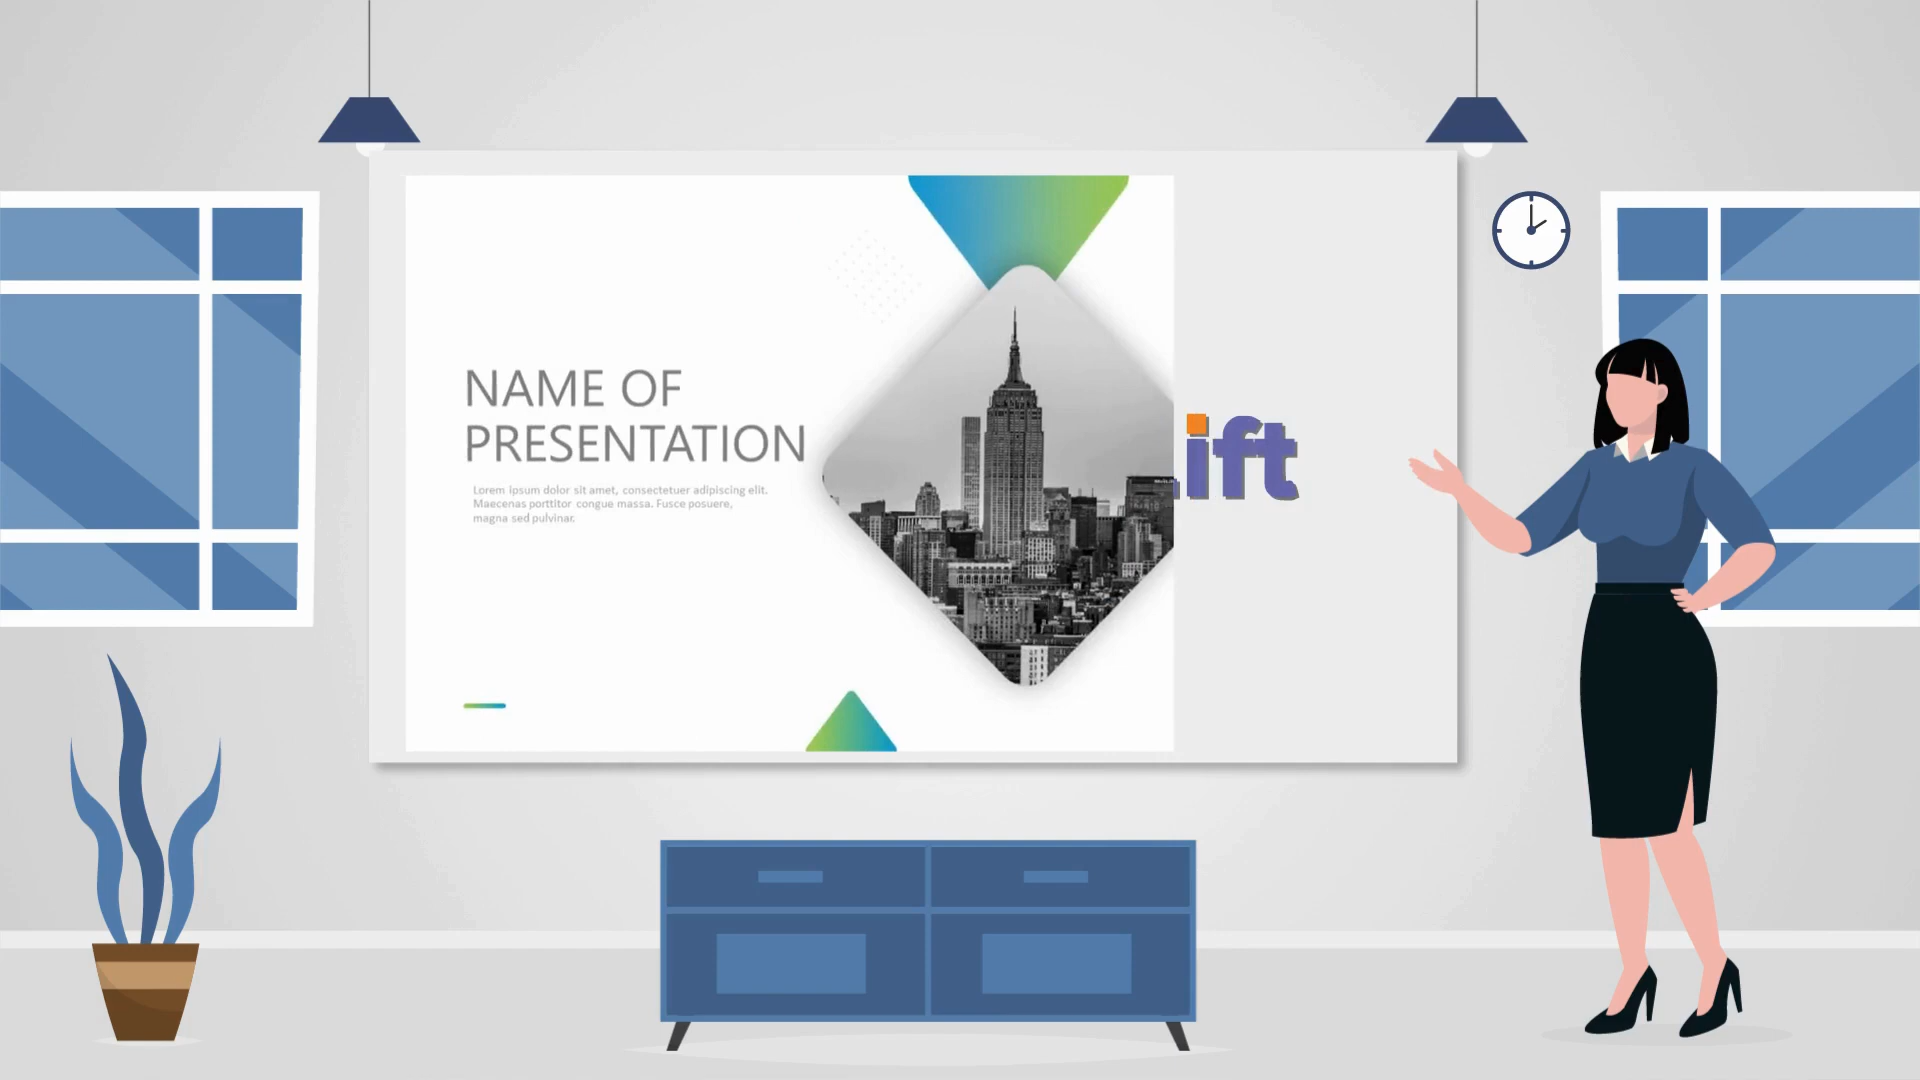 NAME OF
PRESENTATION
Lorem ipsum dolor sit amet, consectetuer adipiscing elit.
Maecenas porttitor congue massa. Fusce posuere,
magna sed pulvinar.
ift